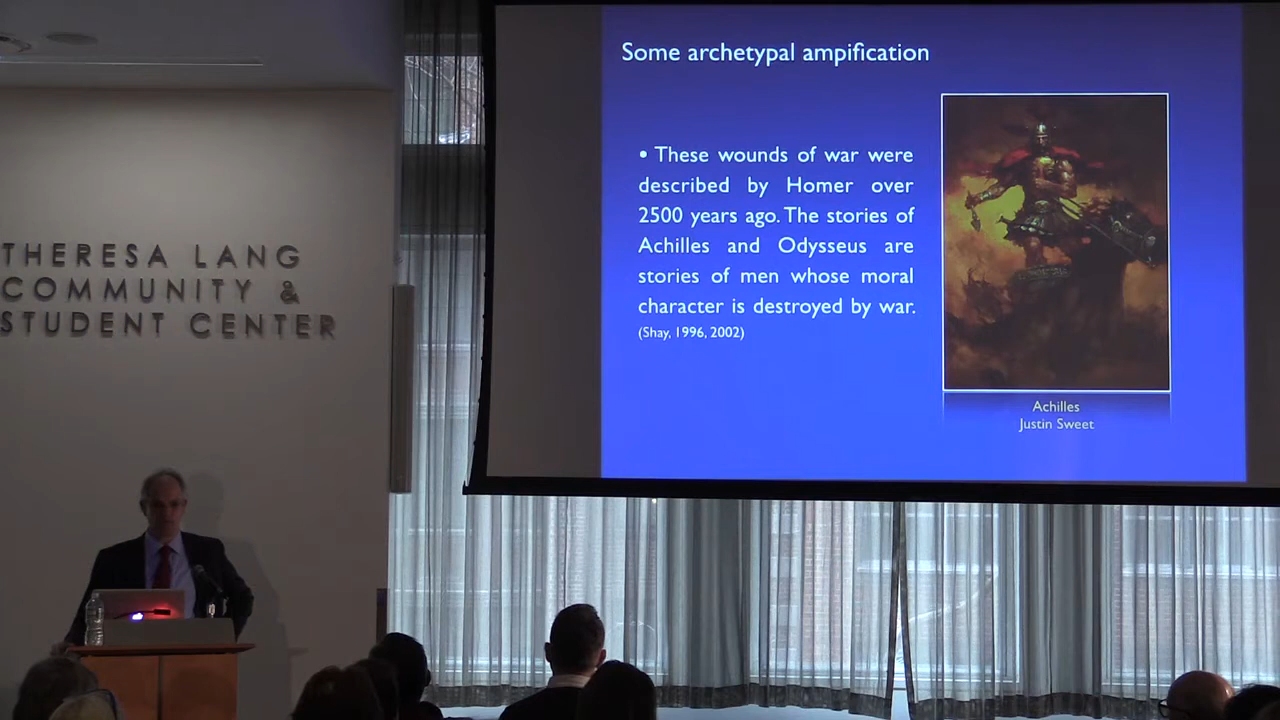 THERESA LANG
COMMUNITY &
STUDENT CENTER
Some archetypal ampification
• These wounds of war were
described by Homer over
2500 years ago. The stories of
Achilles and Odysseus are
stories of men whose moral
character is destroyed by war.
(Shay, 1996, 2002)
Achilles
Justin Sweet